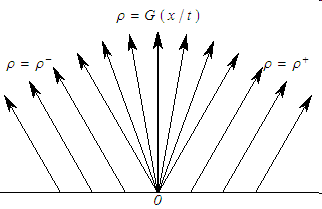 ρ = G ( x / t )
ρ = ρ⁻ ρ = ρ⁺
0